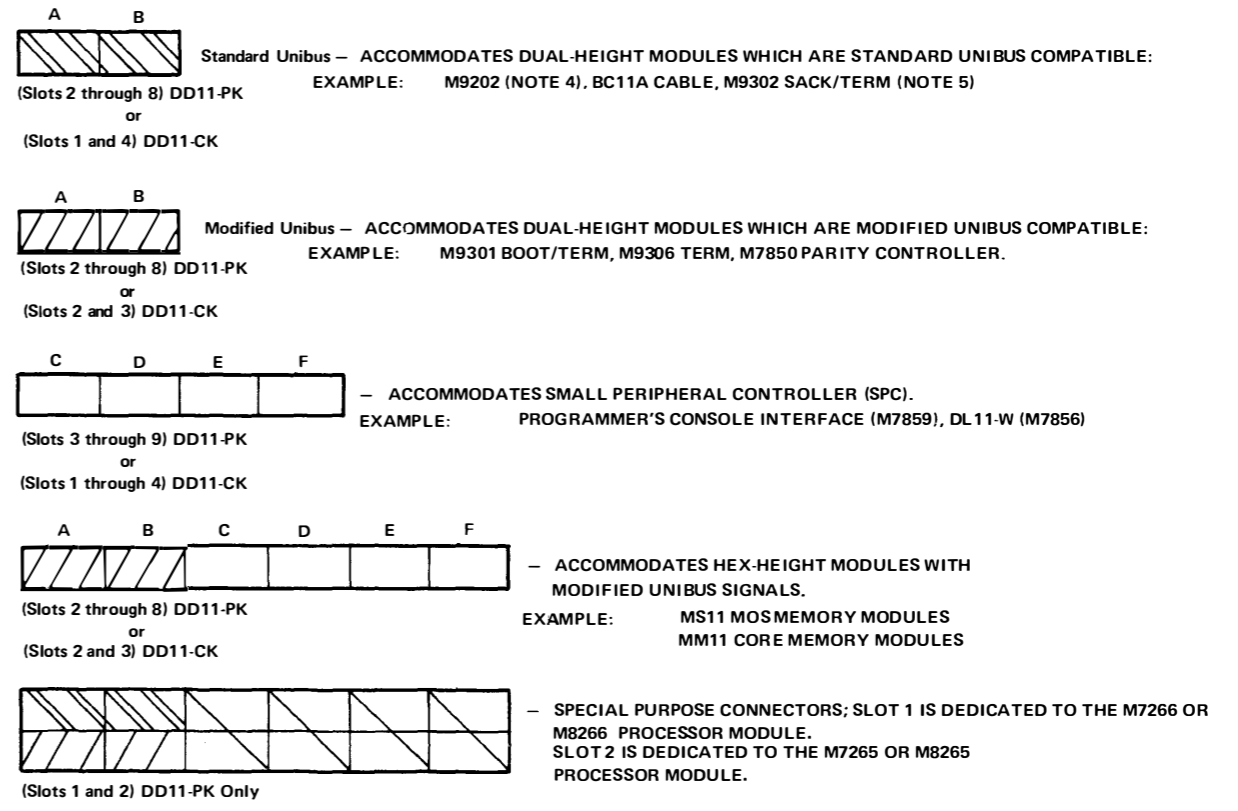 A B
Standard Unibus — ACCOMMODATES DUAL-HEIGHT MODULES WHICH ARE STANDARD UNIBUS COMPATIBLE:
EXAMPLE: M9202 (NOTE 4), BC11A CABLE, M9302 SACK/TERM (NOTE 5)
(Slots 2 through 8) DD11-PK
or
(Slots 1 and 4) DD11-CK
A B
Modified Unibus — ACCOMMODATES DUAL-HEIGHT MODULES WHICH ARE MODIFIED UNIBUS COMPATIBLE:
EXAMPLE: M9301 BOOT/TERM, M9306 TERM, M7850 PARITY CONTROLLER.
(Slots 2 through 8) DD11-PK
or
(Slots 2 and 3) DD11-CK
C D E F
— ACCOMMODATES SMALL PERIPHERAL CONTROLLER (SPC).
EXAMPLE: PROGRAMMER'S CONSOLE INTERFACE (M7859), DL11-W (M7856)
(Slots 3 through 9) DD11-PK
or
(Slots 1 through 4) DD11-CK
A B C D E F
— ACCOMMODATES HEX-HEIGHT MODULES WITH
MODIFIED UNIBUS SIGNALS.
EXAMPLE: MS11 MOS MEMORY MODULES
MM11 CORE MEMORY MODULES
(Slots 2 through 8) DD11-PK
or
(Slots 2 and 3) DD11-CK
— SPECIAL PURPOSE CONNECTORS; SLOT 1 IS DEDICATED TO THE M7266 OR
M8266 PROCESSOR MODULE.
SLOT 2 IS DEDICATED TO THE M7265 OR M8265
PROCESSOR MODULE.
(Slots 1 and 2) DD11-PK Only